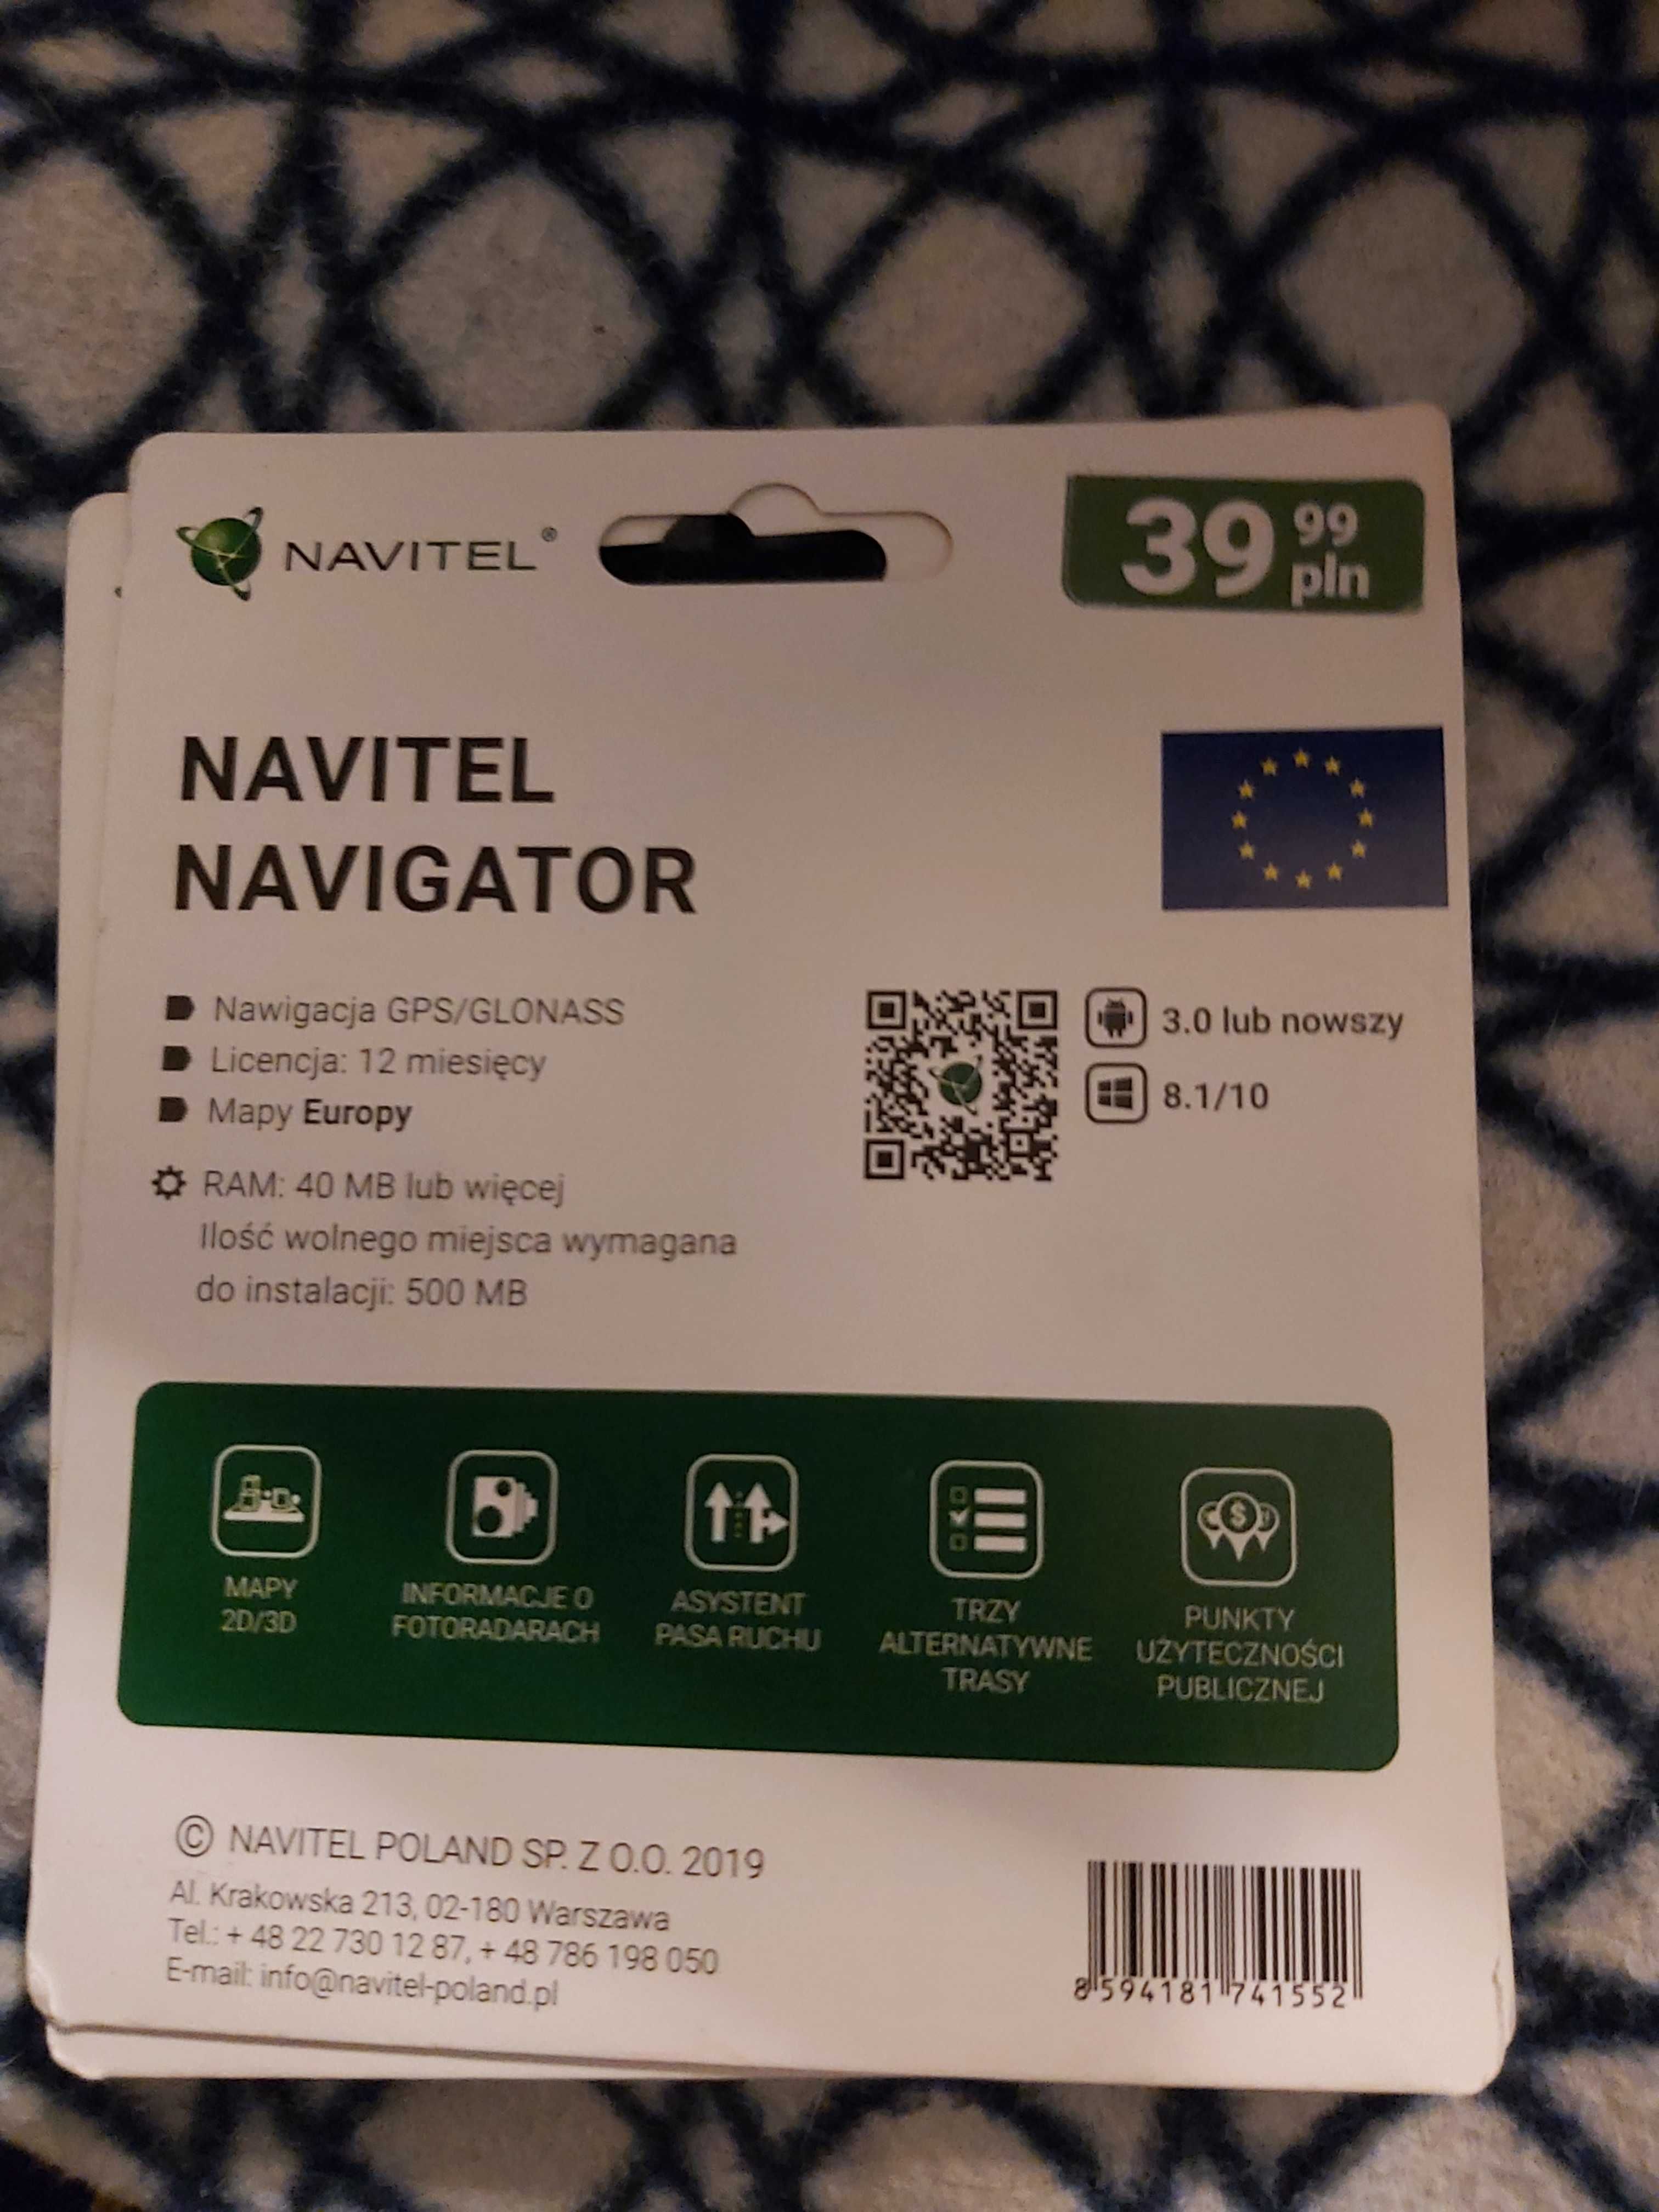 NAVITEL®
39 99 pln
NAVITEL
NAVIGATOR
Nawigacja GPS/GLONASS
Licencja: 12 miesięcy
Mapy Europy
3.0 lub nowszy
8.1/10
RAM: 40 MB lub więcej
Ilość wolnego miejsca wymagana
do instalacji: 500 MB
MAPY
2D/3D
INFORMACJE O
FOTORADARACH
ASYSTENT
PASA RUCHU
TRZY
ALTERNATYWNE
TRASY
$
PUNKTY
UŻYTECZNOŚCI
PUBLICZNEJ
© NAVITEL POLAND SP. Z O.O. 2019
Al. Krakowska 213, 02-180 Warszawa
Tel.: + 48 22 730 12 87, + 48 786 198 050
E-mail: info@navitel-poland.pl
8 594181 741552